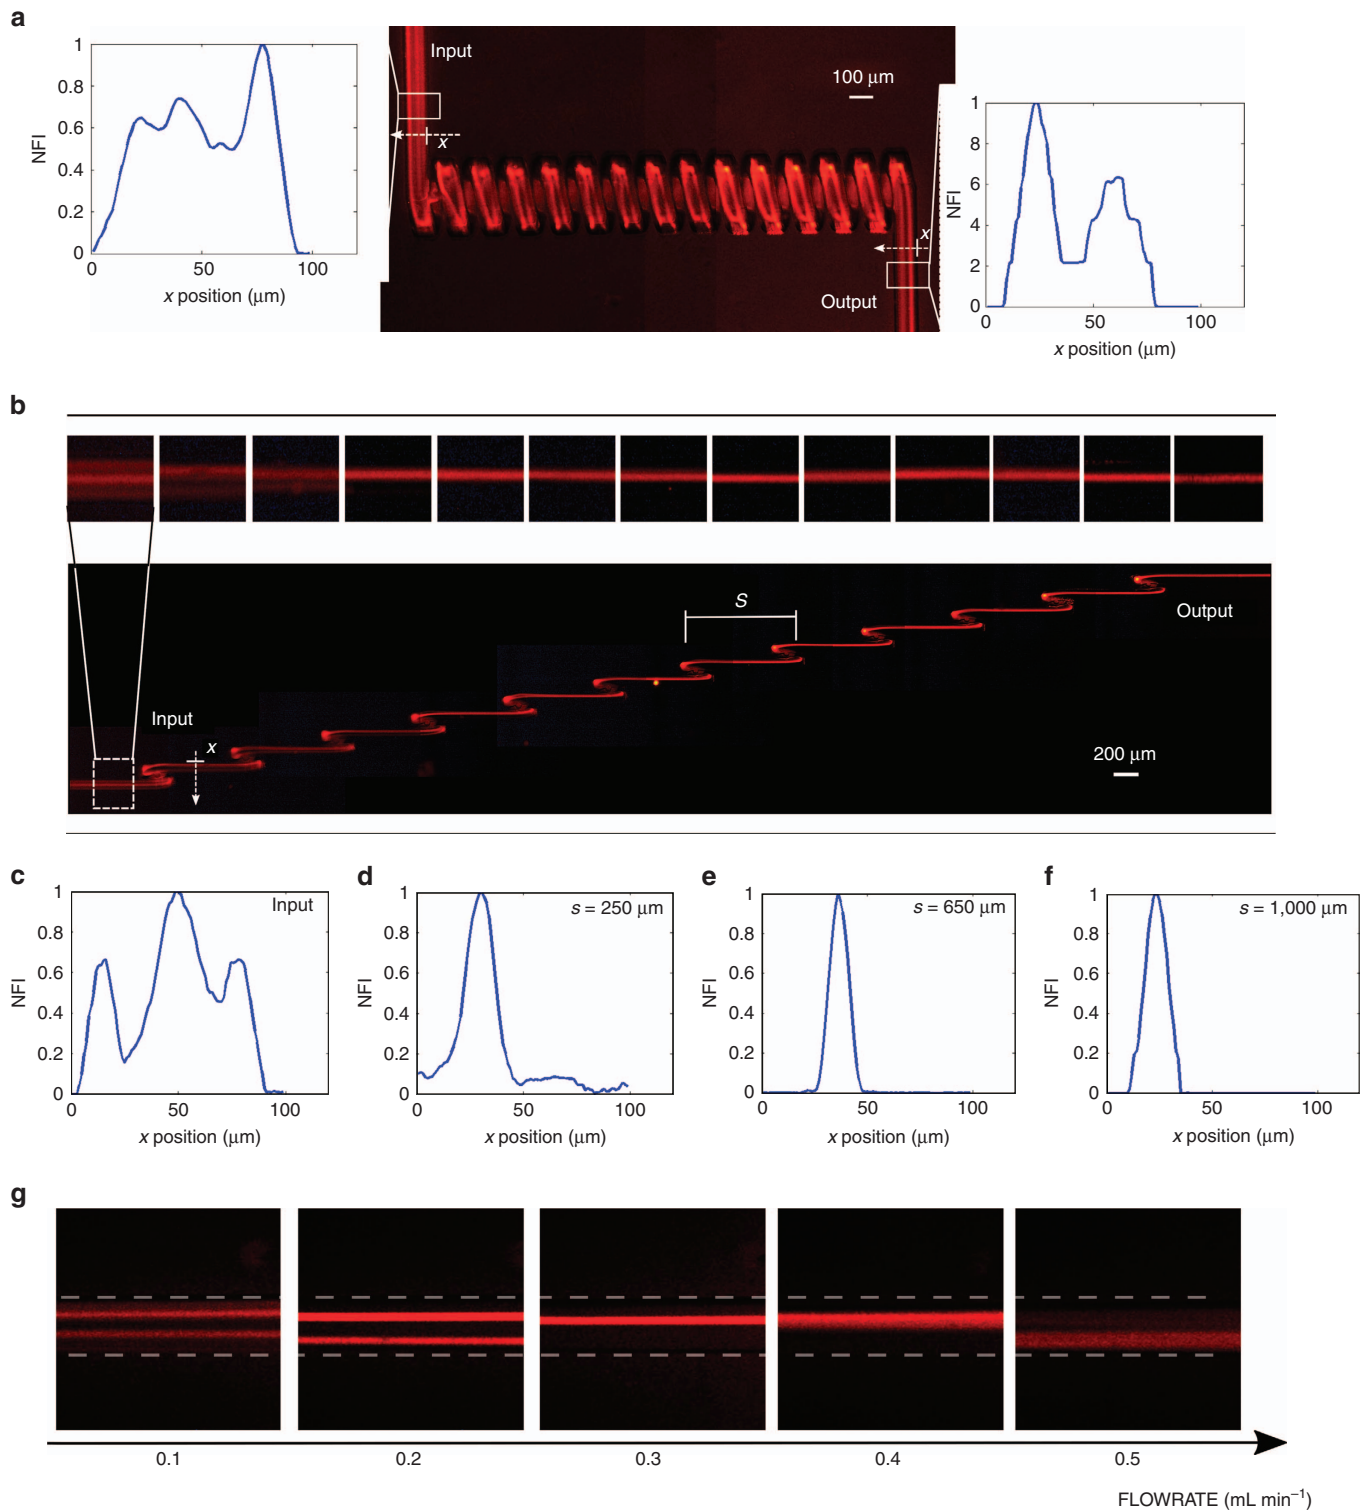 a
1
0.8
0.6
0.4
0.2
0
NFI
0
50
100
x position (μm)
Input
x
100 μm
x
Output
1
8
6
4
2
0
NFI
0
50
100
x position (μm)
b
S
Output
Input
x
200 μm
c
1
0.8
0.6
0.4
0.2
0
NFI
Input
0
50
100
x position (μm)
d
1
0.8
0.6
0.4
0.2
0
NFI
s = 250 μm
0
50
100
x position (μm)
e
1
0.8
0.6
0.4
0.2
0
NFI
s = 650 μm
0
50
100
x position (μm)
f
1
0.8
0.6
0.4
0.2
0
NFI
s = 1,000 μm
0
50
100
x position (μm)
g
0.1
0.2
0.3
0.4
0.5
FLOWRATE (mL min⁻¹)